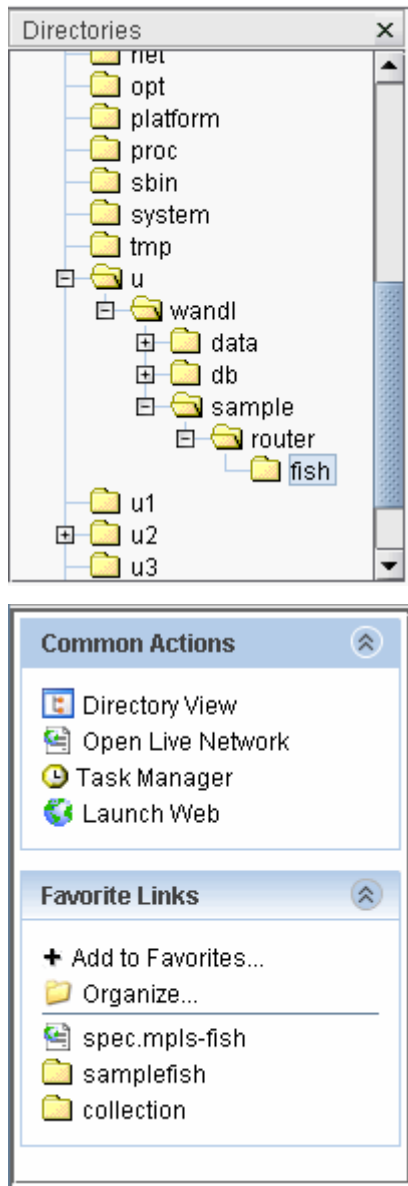 Directories
net
opt
platform
proc
sbin
system
tmp
u
wandl
data
db
sample
router
fish
u1
u2
u3
Common Actions
Directory View
Open Live Network
Task Manager
Launch Web
Favorite Links
Add to Favorites...
Organize...
spec.mpls-fish
samplefish
collection